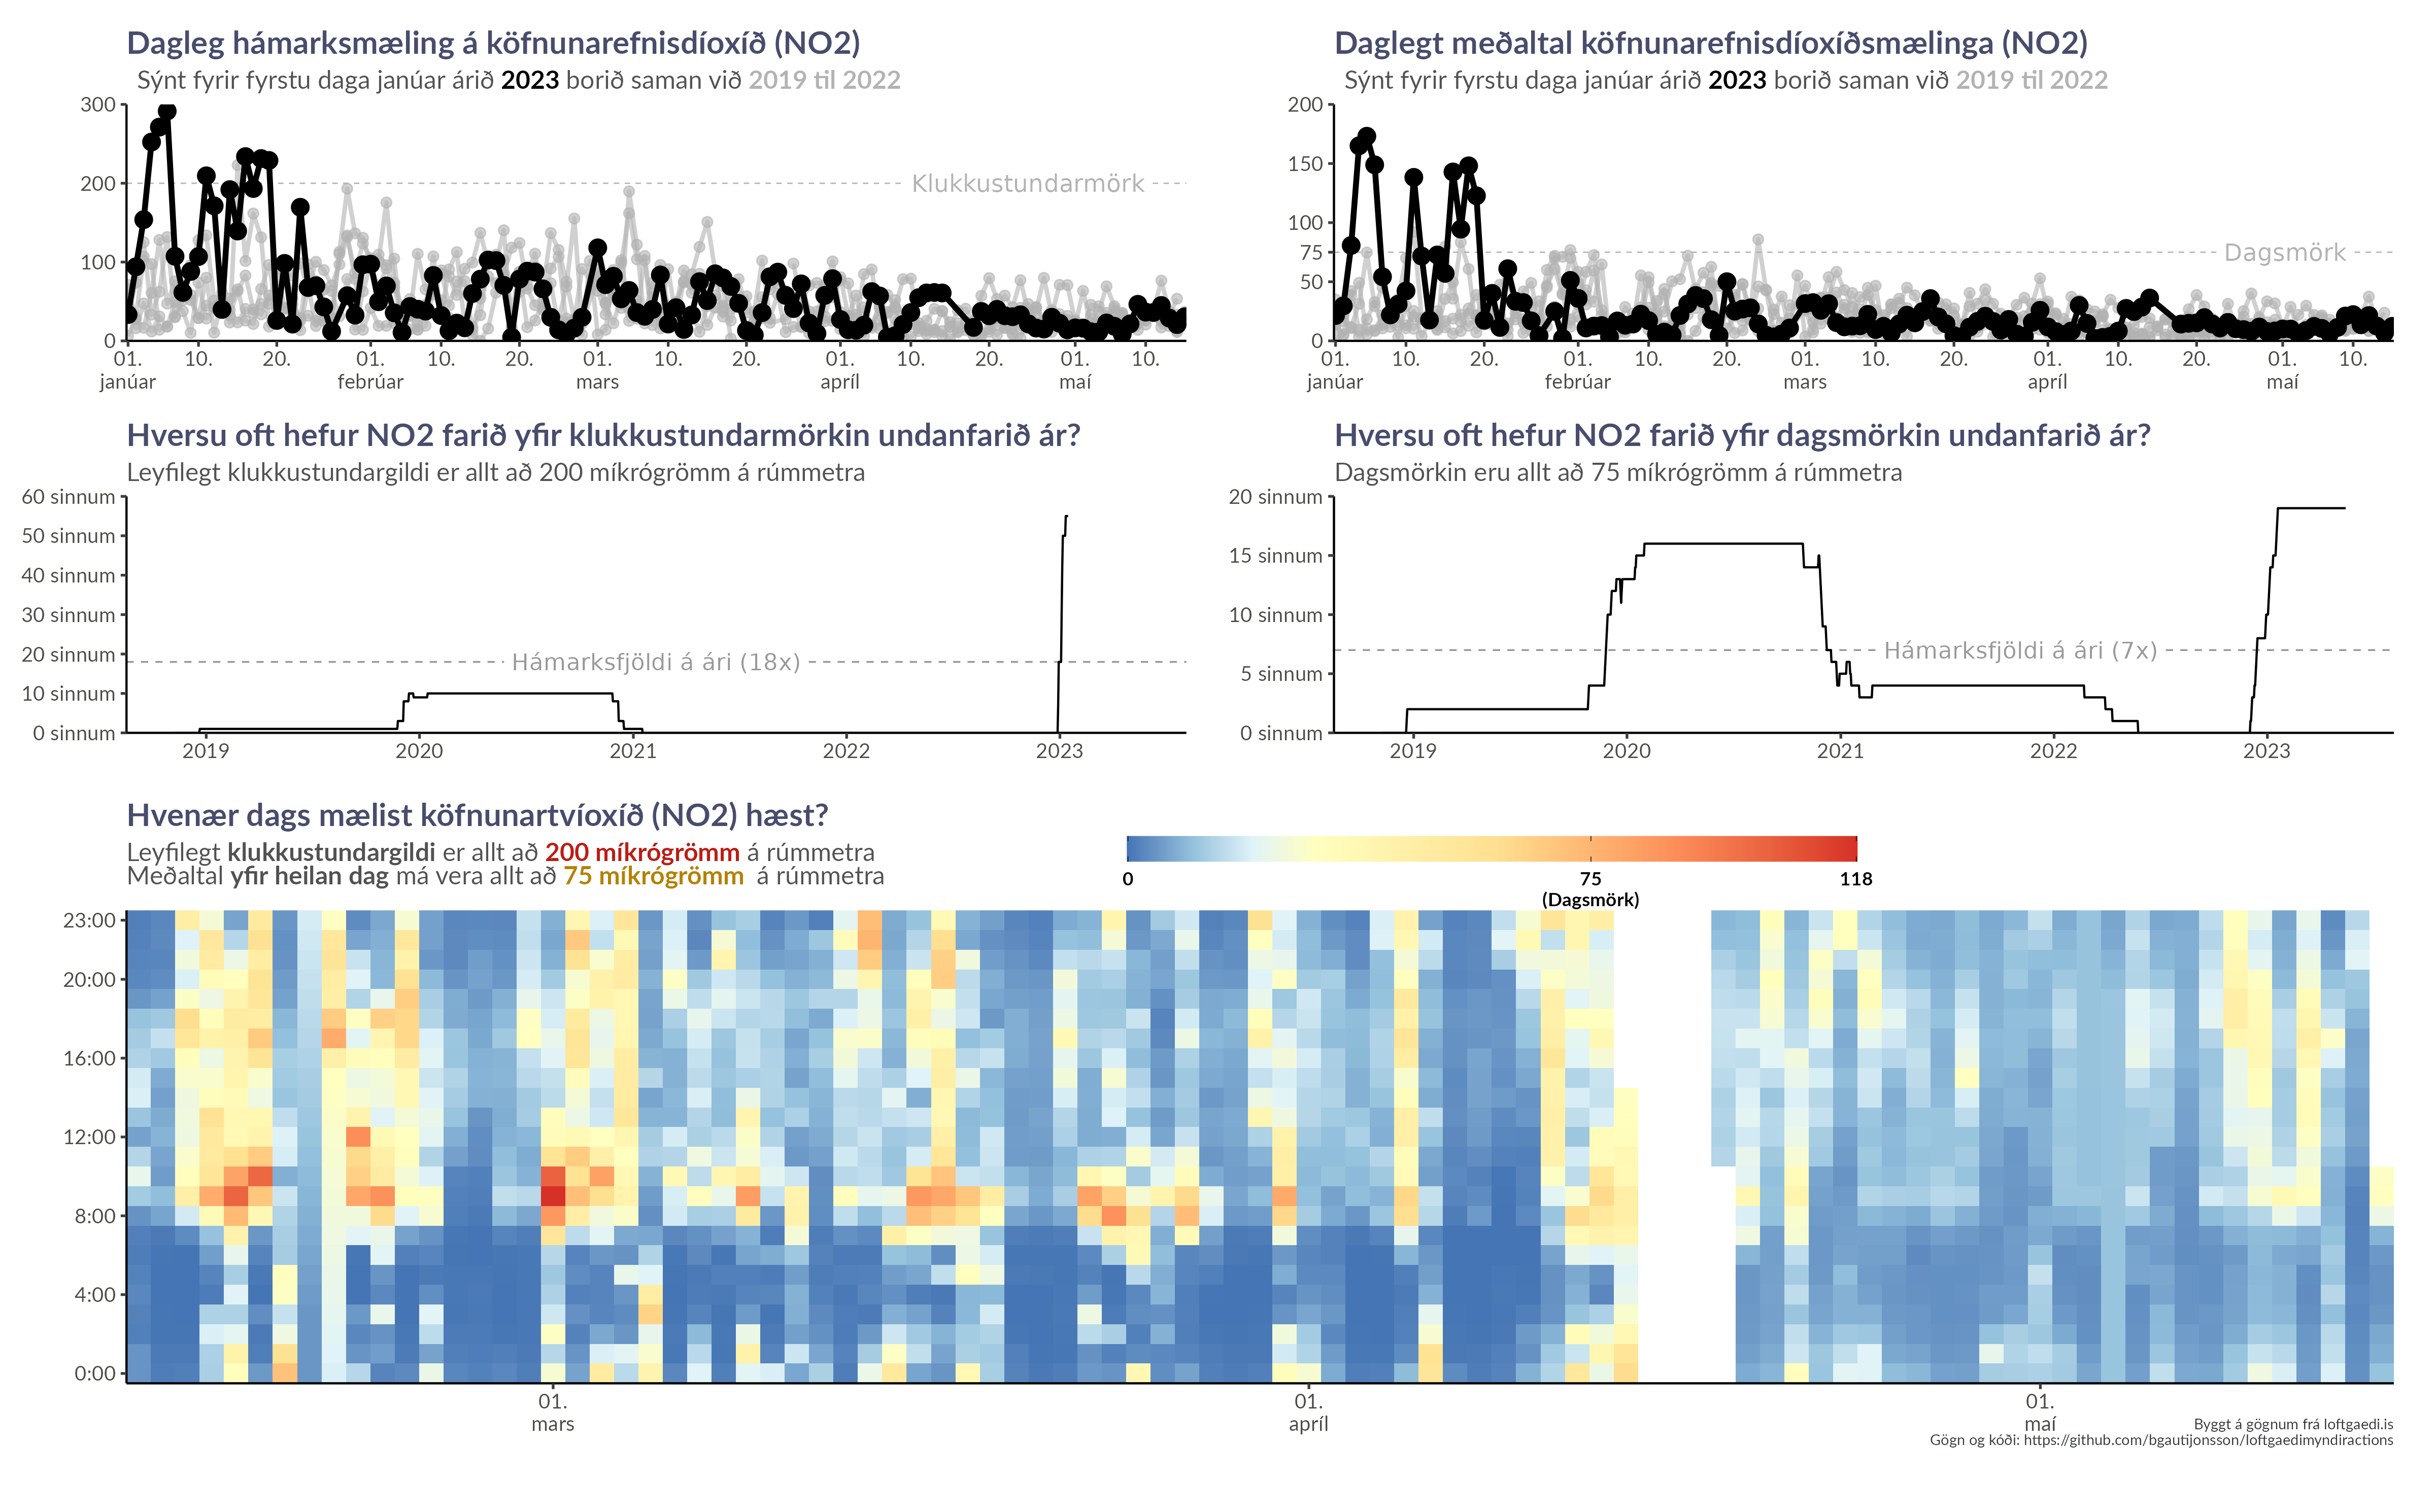 Dagleg hámarksmæling á köfnunarefnisdíoxíð (NO2)
Sýnt fyrir fyrstu daga janúar árið 2023 borið saman við 2019 til 2022
300
200
100
0
Klukkustundarmörk
01. 10. 20. 01. 10. 20. 01. 10. 20. 01. 10. 20. 01. 10.
janúar febrúar mars apríl maí
Daglegt meðaltal köfnunarefnisdíoxíðsmælinga (NO2)
Sýnt fyrir fyrstu daga janúar árið 2023 borið saman við 2019 til 2022
200
150
100
75
50
0
Dagsmörk
01. 10. 20. 01. 10. 20. 01. 10. 20. 01. 10. 20. 01. 10.
janúar febrúar mars apríl maí
Hversu oft hefur NO2 farið yfir klukkustundarmörkin undanfarið ár?
Leyfilegt klukkustundargildi er allt að 200 míkrógrömm á rúmmetra
60 sinnum
50 sinnum
40 sinnum
30 sinnum
20 sinnum
10 sinnum
0 sinnum
Hámarksfjöldi á ári (18x)
2019 2020 2021 2022 2023
Hversu oft hefur NO2 farið yfir dagsmörkin undanfarið ár?
Dagsmörkin eru allt að 75 míkrógrömm á rúmmetra
20 sinnum
15 sinnum
10 sinnum
5 sinnum
0 sinnum
Hámarksfjöldi á ári (7x)
2019 2020 2021 2022 2023
Hvenær dags mælist köfnunartvíoxíð (NO2) hæst?
Leyfilegt klukkustundargildi er allt að 200 míkrógrömm á rúmmetra
Meðaltal yfir heilan dag má vera allt að 75 míkrógrömm á rúmmetra
0 75 118
(Dagsmörk)
23:00
20:00
16:00
12:00
8:00
4:00
0:00
01. 01. 01.
mars apríl maí
Byggt á gögnum frá loftgaedi.is
Gögn og kóði: https://github.com/bgautijonsson/loftgaedimyndiractions